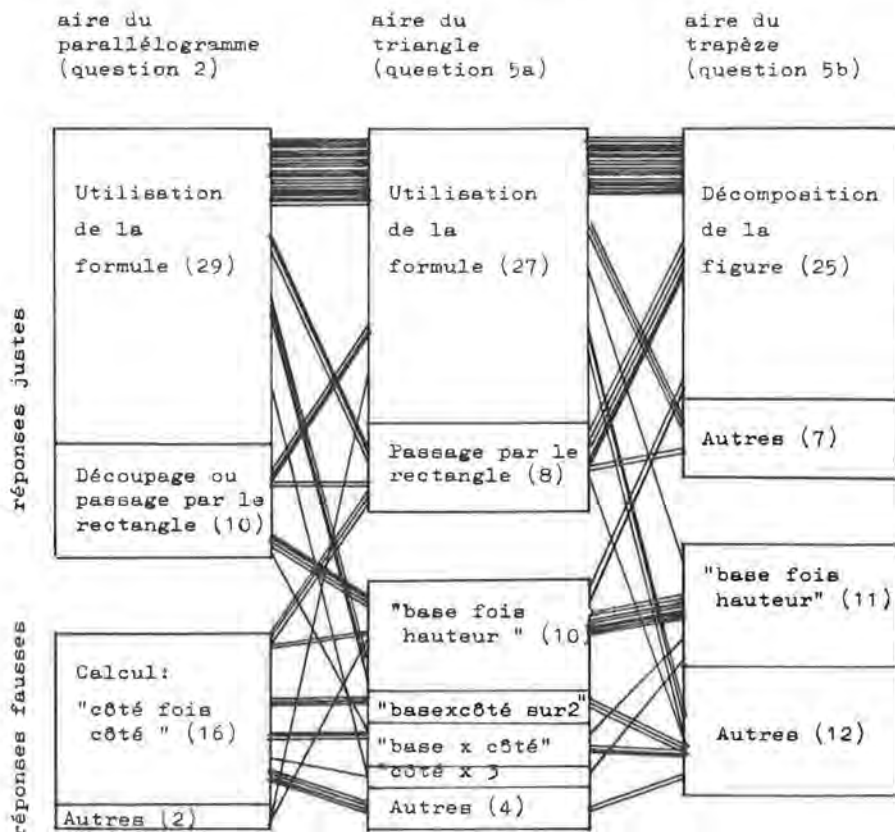 aire du
parallélogramme
(question 2)
aire du
triangle
(question 5a)
aire du
trapèze
(question 5b)
réponses justes
Utilisation
de la
formule (29)
Découpage ou
passage par le
rectangle (10)
Utilisation
de la
formule (27)
Passage par le
rectangle (8)
Décomposition
de la
figure (25)
Autres (7)
réponses fausses
Calcul:
"côté fois
côté " (16)
Autres (2)
"base fois
hauteur " (10)
"basexcôté sur2"
"base x côté"
"côté x 3
Autres (4)
"base fois
hauteur" (11)
Autres (12)